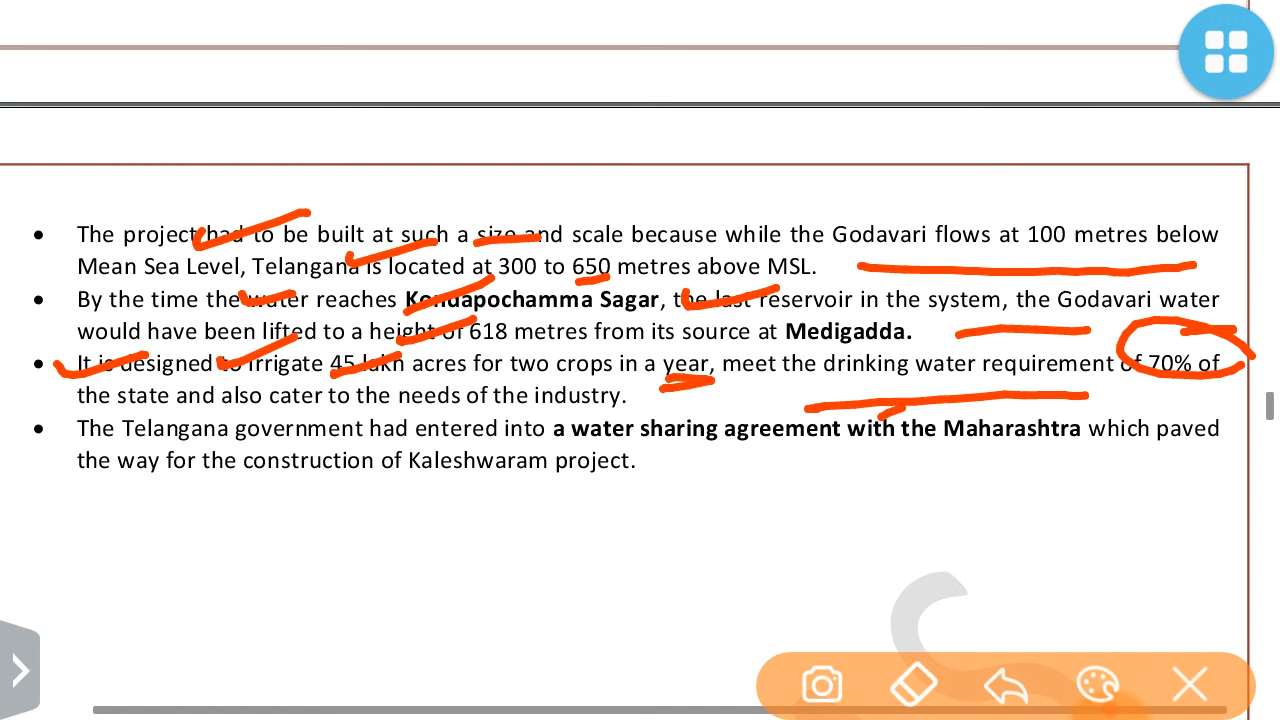 • The project had to be built at such a size and scale because while the Godavari flows at 100 metres below
Mean Sea Level, Telangana is located at 300 to 650 metres above MSL.
• By the time the water reaches Kondapochamma Sagar, the last reservoir in the system, the Godavari water
would have been lifted to a height of 618 metres from its source at Medigadda.
• It is designed to irrigate 45 lakh acres for two crops in a year, meet the drinking water requirement of 70% of
the state and also cater to the needs of the industry.
• The Telangana government had entered into a water sharing agreement with the Maharashtra which paved
the way for the construction of Kaleshwaram project.